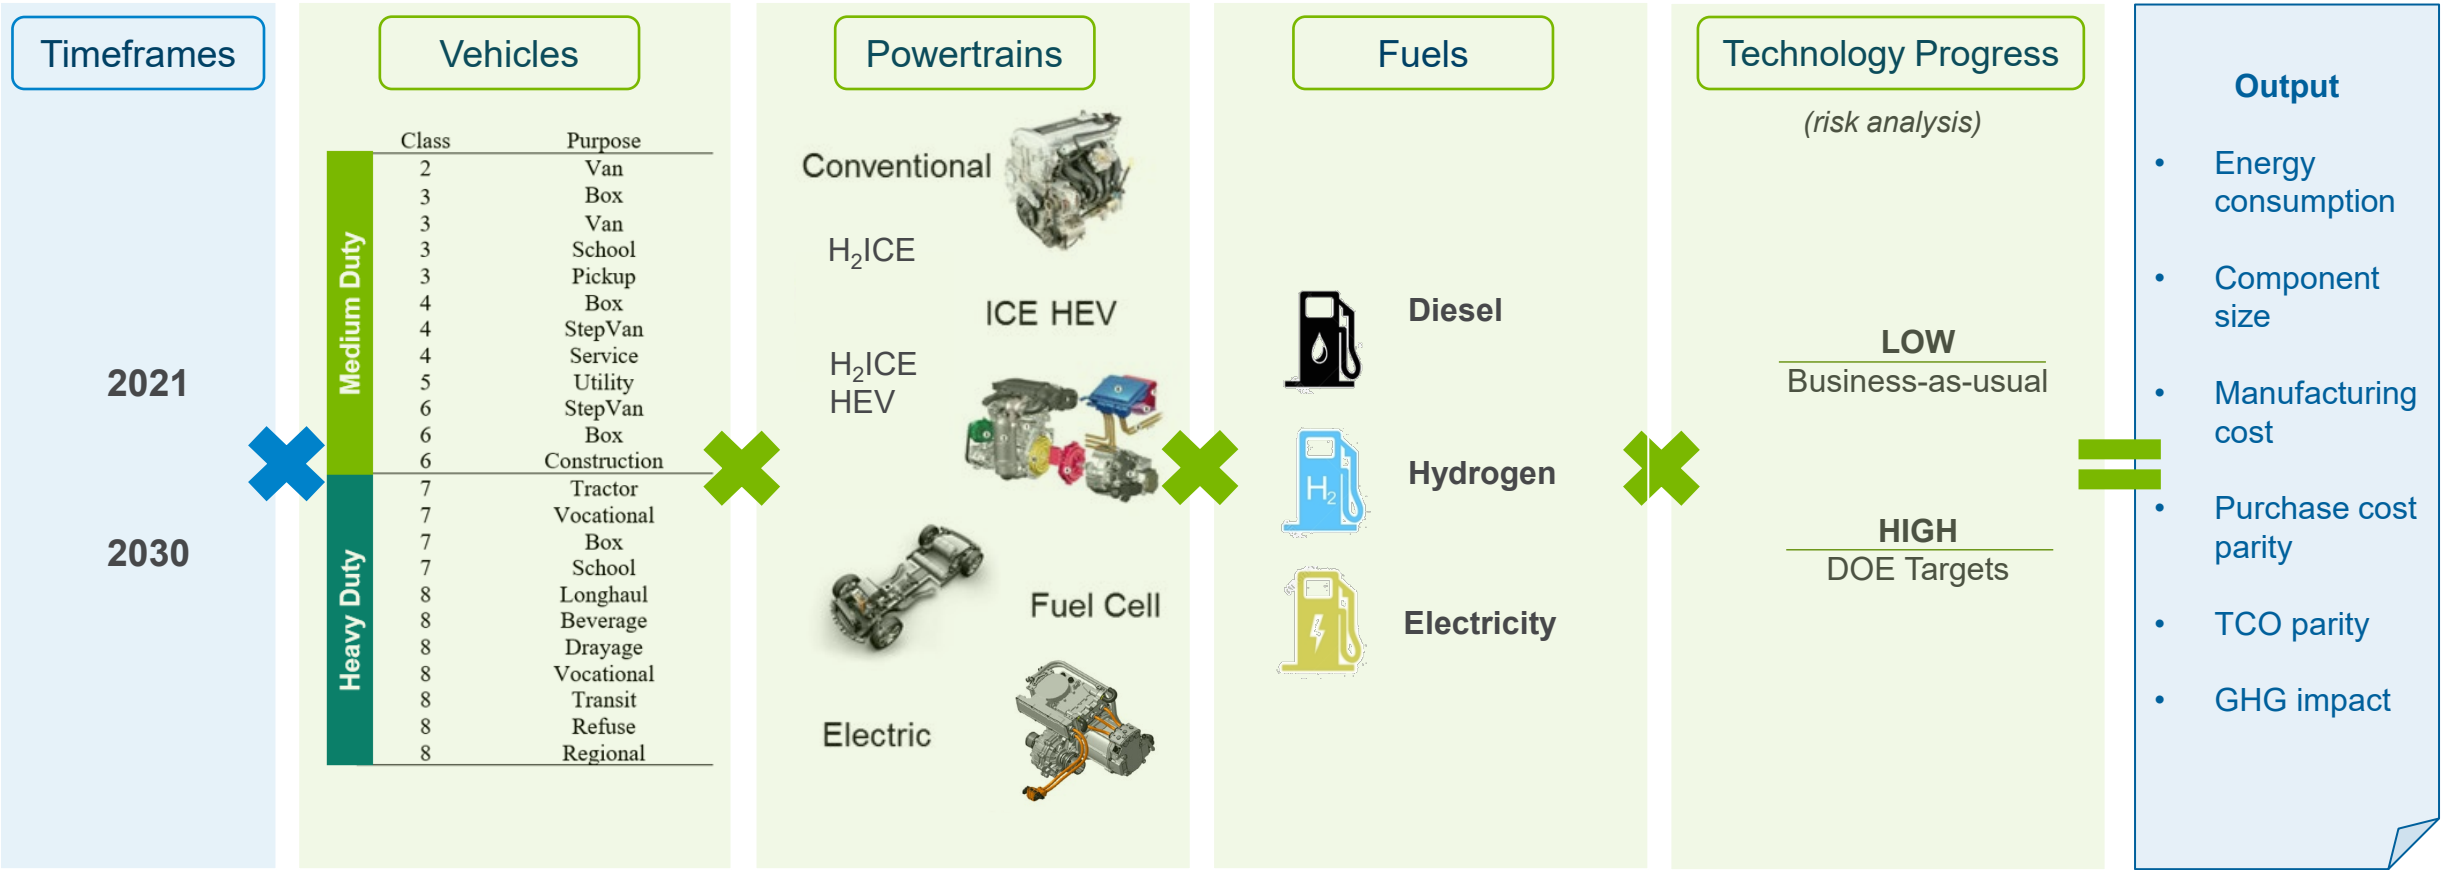 Timeframes
2021
2030
Vehicles
Class Purpose
Medium Duty
2 Van
3 Box
3 Van
3 School
3 Pickup
4 Box
4 StepVan
4 Service
5 Utility
6 StepVan
6 Box
6 Construction
Heavy Duty
7 Tractor
7 Vocational
7 Box
7 School
8 Longhaul
8 Beverage
8 Drayage
8 Vocational
8 Transit
8 Refuse
8 Regional
Powertrains
Conventional
H₂ICE
ICE HEV
H₂ICE
HEV
Fuel Cell
Electric
Fuels
Diesel
H₂
Hydrogen
Electricity
Technology Progress
(risk analysis)
LOW
Business-as-usual
HIGH
DOE Targets
Output
• Energy
consumption
• Component
size
• Manufacturing
cost
• Purchase cost
parity
• TCO parity
• GHG impact